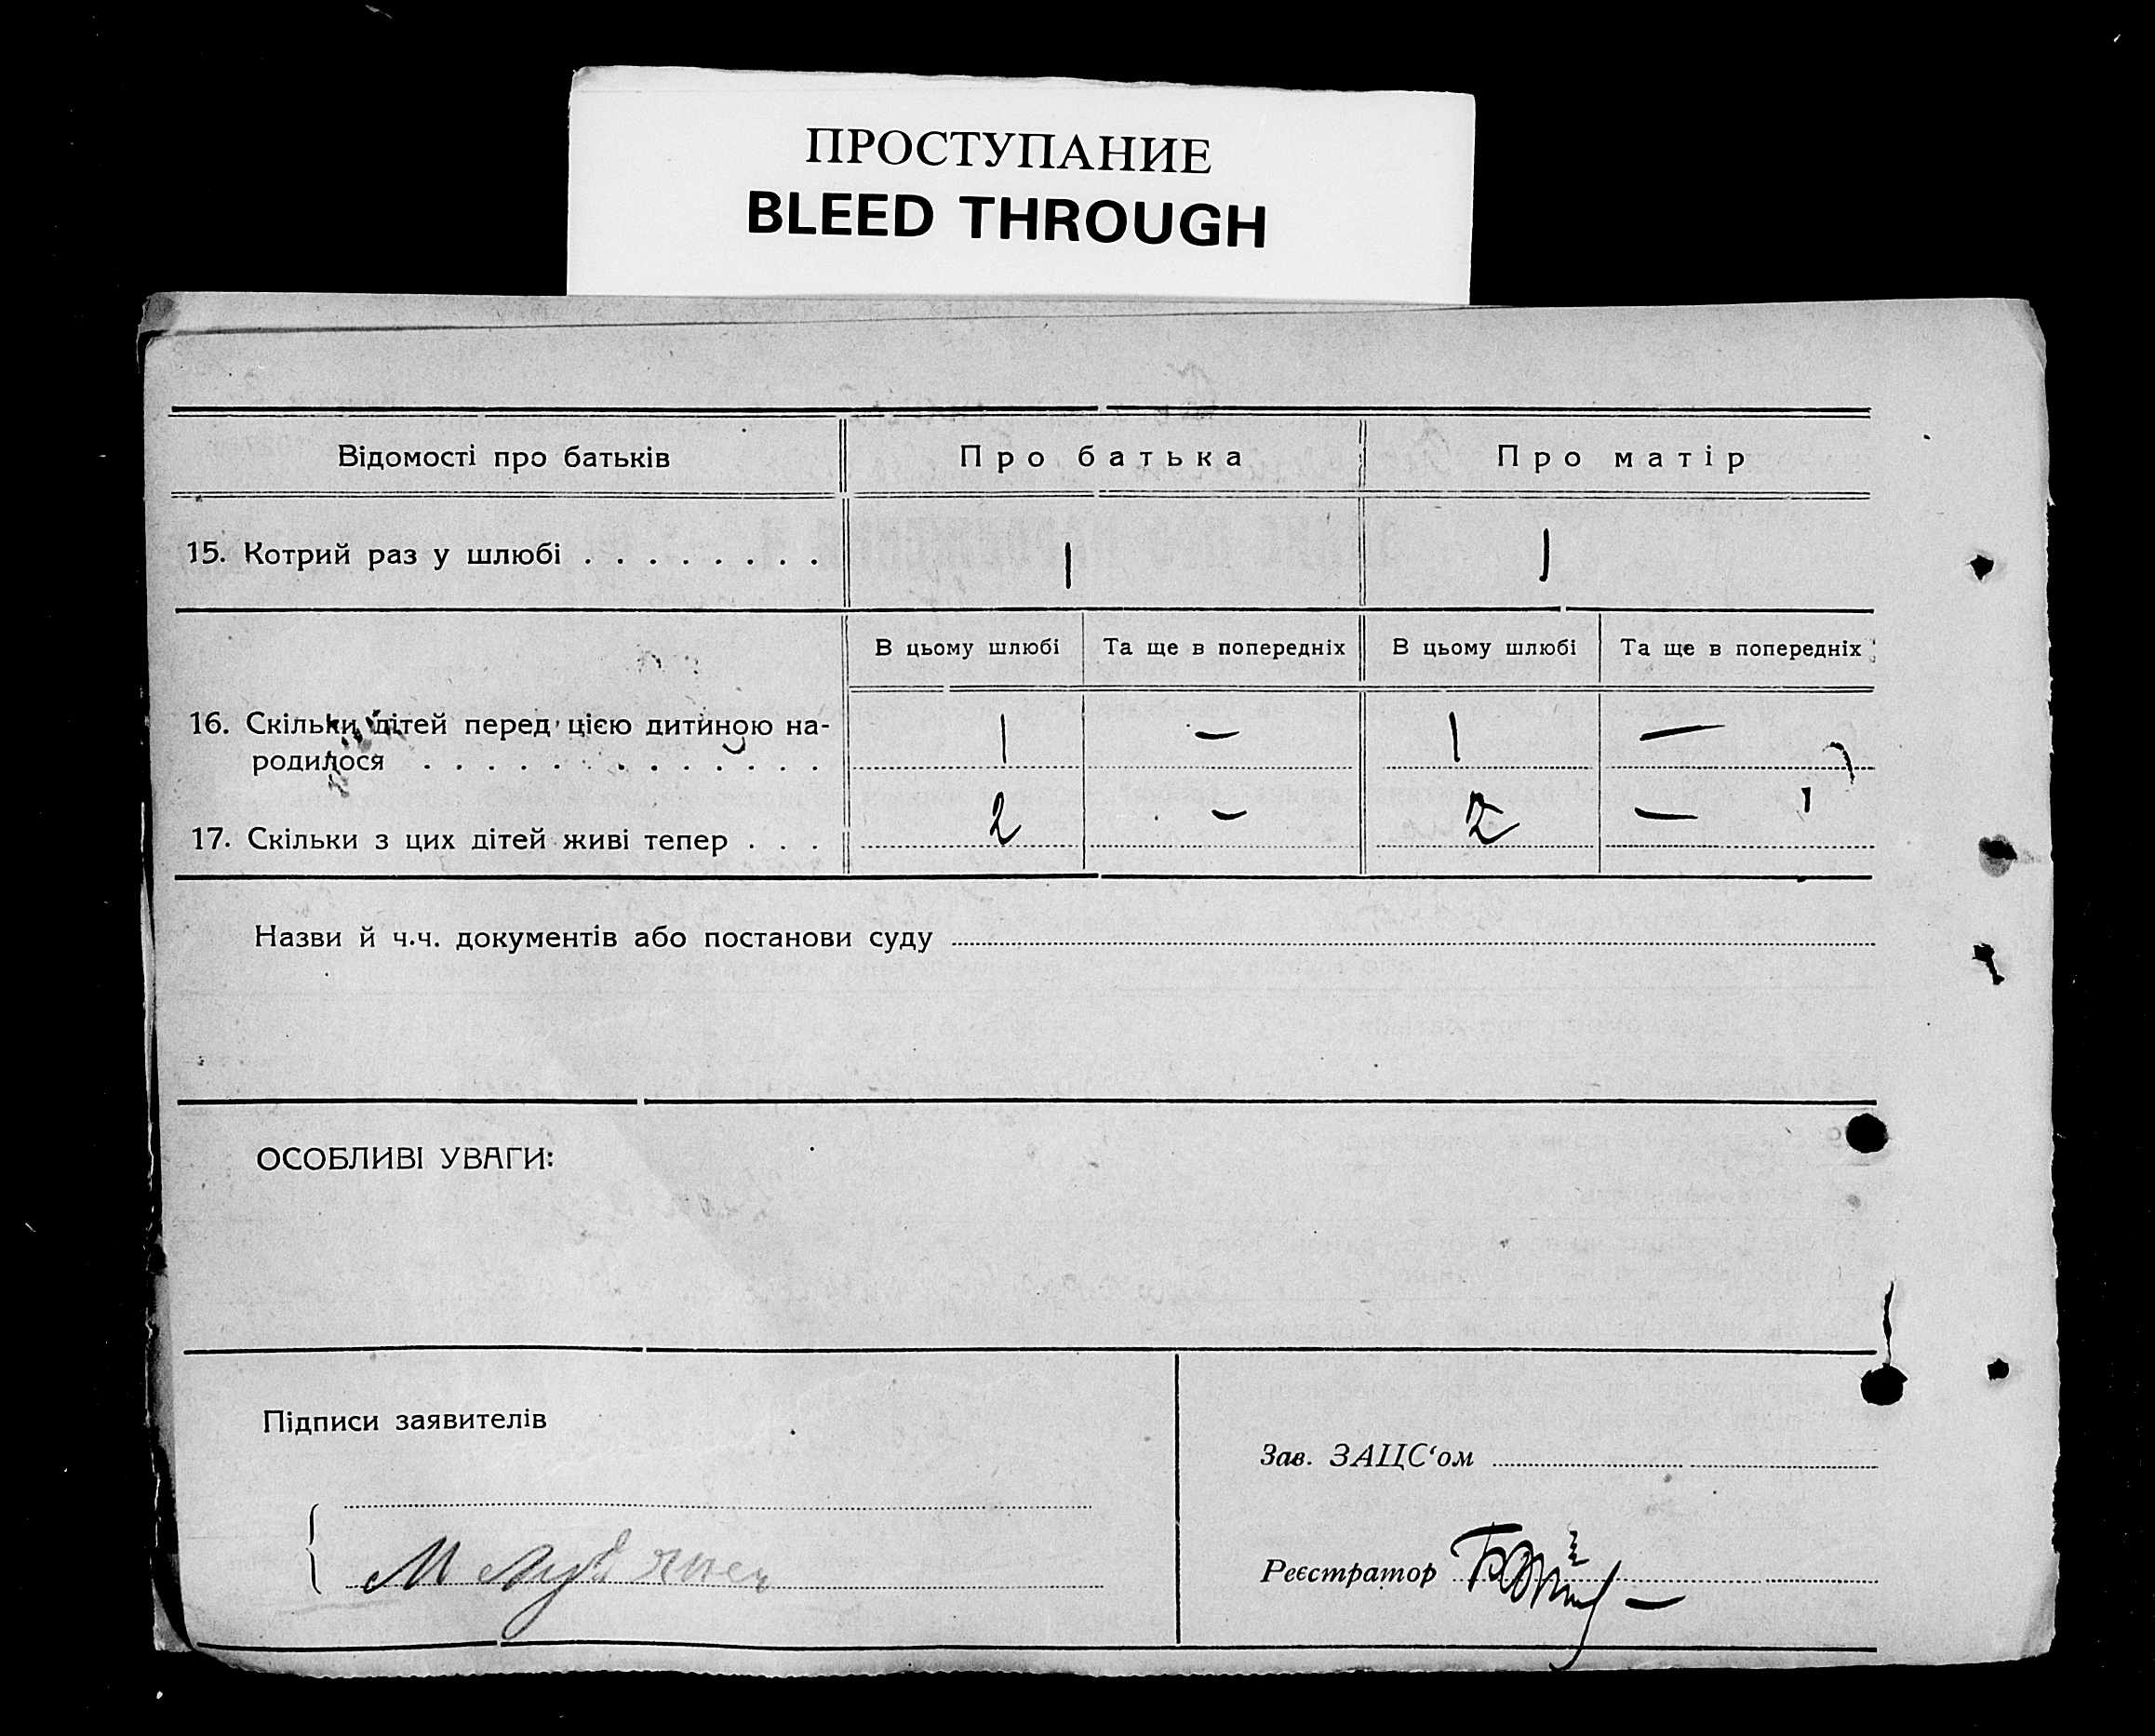 ПРОСТУПАНИЕ
BLEED THROUGH
Відомості про батьків Про батька Про матір
15. Котрий раз у шлюбі . . . . . . . . 1 1
В цьому шлюбі Та ще в попередніх В цьому шлюбі Та ще в попередніх
16. Скільки дітей перед цією дитиною на-
родилося . . . . . . . . . . . . . 1 — 1 —
17. Скільки з цих дітей живі тепер . . . 2 — 2 —
Назви й ч.ч. документів або постанови суду
ОСОБЛИВІ УВАГИ:
Підписи заявителів
Зав. ЗАЦС‘ом
М
Реєстратор